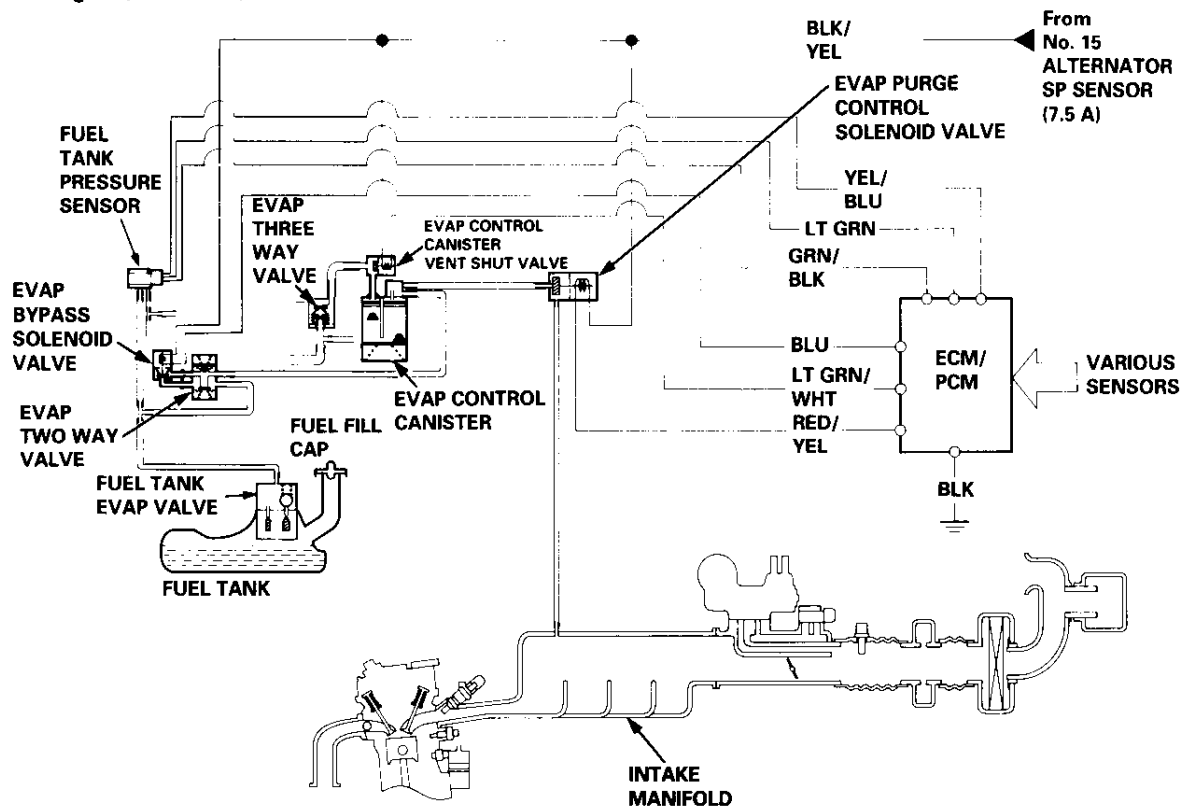 BLK/
YEL
From
No. 15
ALTERNATOR
SP SENSOR
(7.5 A)
EVAP PURGE
CONTROL
SOLENOID VALVE
FUEL
TANK
PRESSURE
SENSOR
EVAP
THREE
WAY
VALVE
EVAP CONTROL
CANISTER
VENT SHUT VALVE
YEL/
BLU
LT GRN
GRN/
BLK
EVAP
BYPASS
SOLENOID
VALVE
BLU
LT GRN/
WHT
RED/
YEL
ECM/
PCM
VARIOUS
SENSORS
EVAP
TWO WAY
VALVE
EVAP CONTROL
CANISTER
FUEL FILL
CAP
FUEL TANK
EVAP VALVE
BLK
FUEL TANK
INTAKE
MANIFOLD